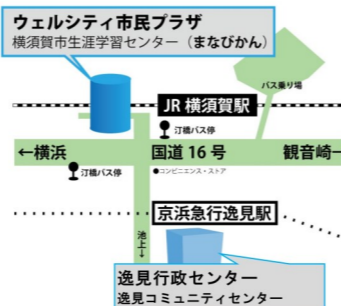 ウェルシティ市民プラザ
横須賀市生涯学習センター（まなびかん）
バス乗り場
JR 横須賀駅
汀橋バス停
←横浜
国道 16 号
観音崎→
汀橋バス停
●コンビニエンス・ストア
京浜急行逸見駅
池上→
逸見行政センター
逸見コミュニティセンター